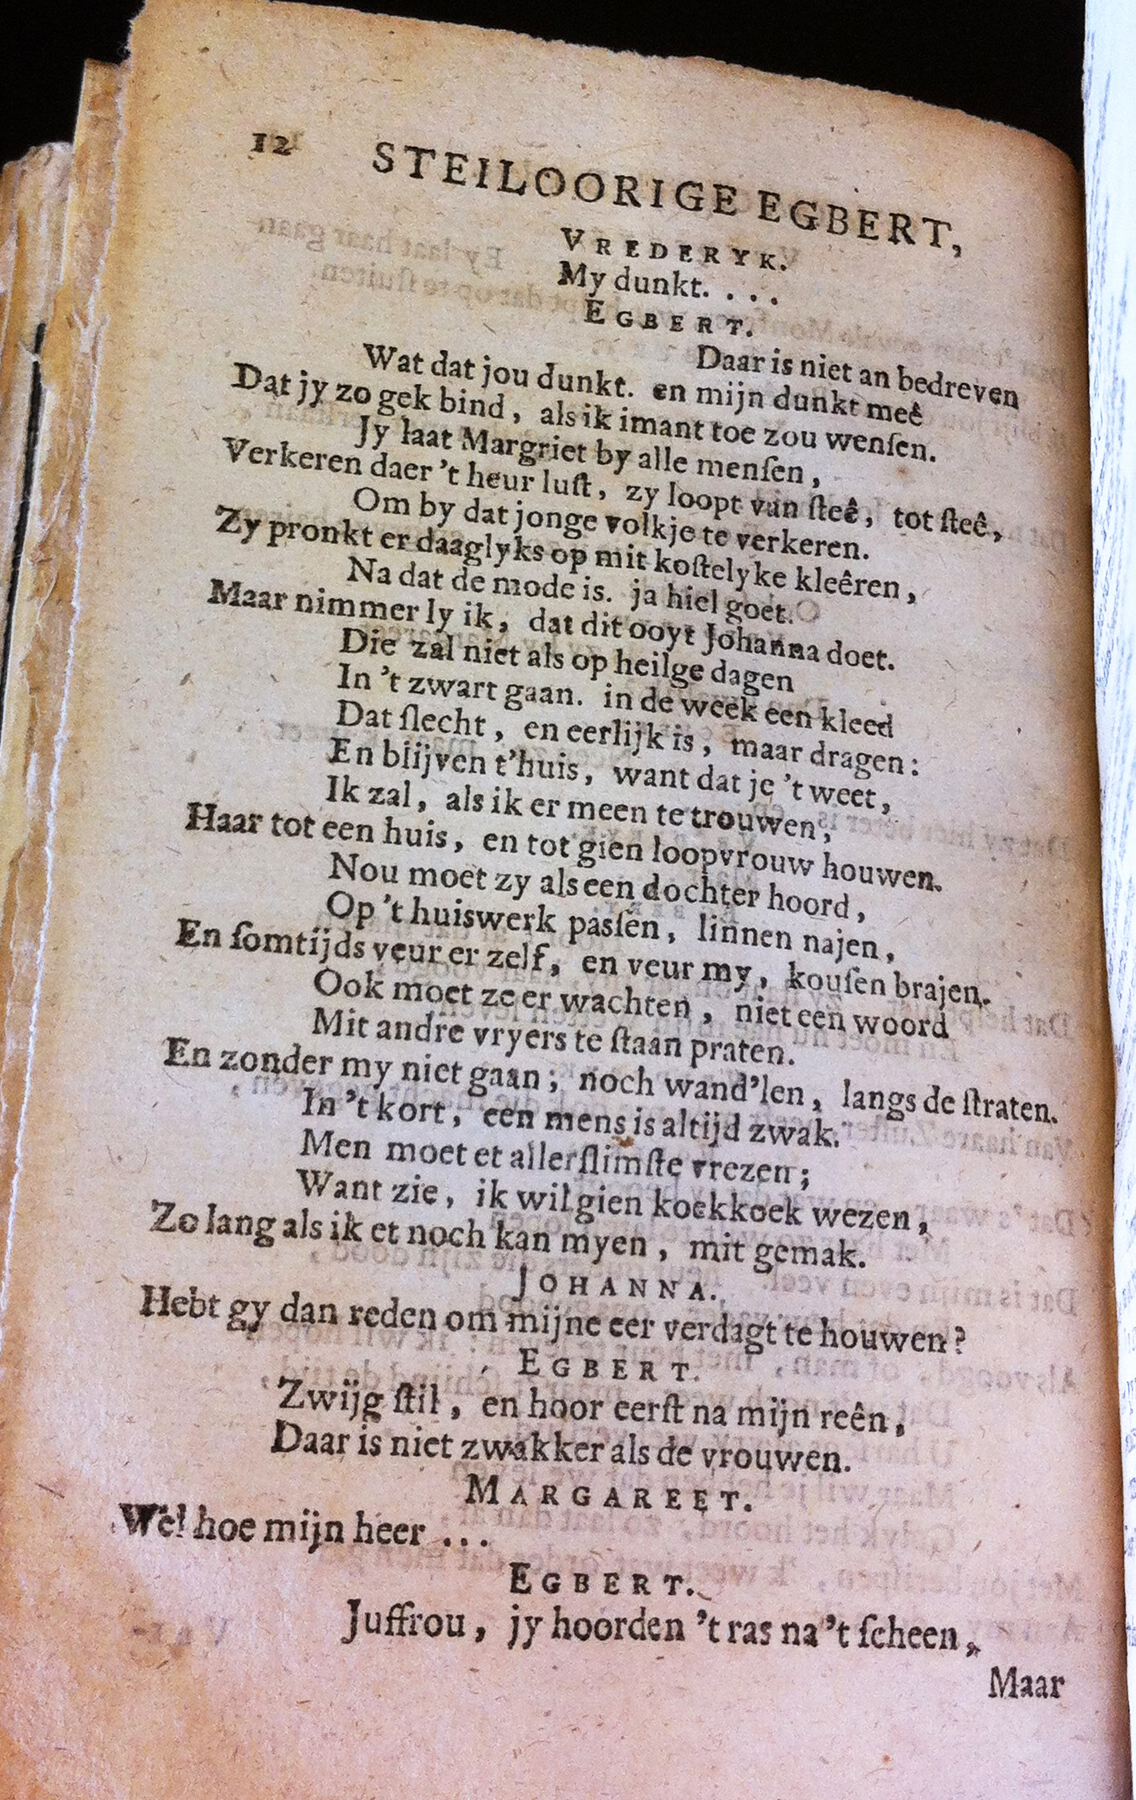 12 STEILOORIGE EGBERT,
VREDERYK.
My dunkt. . . .
EGBERT.
Daar is niet an bedreven
Wat dat jou dunkt. en mijn dunkt meê
Dat jy zo gek bind, als ik imant toe zou wenſen.
Jy laat Margriet by alle menſen,
Verkeren daer 't heur luſt, zy loopt van ſteê, tot ſteê,
Om by dat jonge volkje te verkeren.
Zy pronkt er daaglyks op mit koſtelyke kleêren,
Na dat de mode is. ja hiel goet.
Maar nimmer ly ik, dat dit ooyt Johanna doet.
Die zal niet als op heilge dagen
In 't zwart gaan. in de week een kleed
Dat ſlecht, en eerlijk is, maar dragen:
En blijven t'huis, want dat je 't weet,
Ik zal, als ik er meen te trouwen,
Haar tot een huis, en tot gien loopvrouw houwen.
Nou moet zy als een dochter hoord,
Op 't huiswerk paſſen, linnen najen,
En ſomtijds veur er zelf, en veur my, kouſen brajen.
Ook moet ze er wachten, niet een woord
Mit andre vryers te ſtaan praten.
En zonder my niet gaan; noch wand'len, langs de ſtraten.
In 't kort, een mens is altijd zwak.
Men moet et allerſlimſte vrezen;
Want zie, ik wil gien koekkoek wezen,
Zo lang als ik et noch kan myen, mit gemak.
JOHANNA.
Hebt gy dan reden om mijne eer verdagt te houwen?
EGBERT.
Zwijg ſtil, en hoor eerſt na mijn reên,
Daar is niet zwakker als de vrouwen.
MARGAREET.
Wel hoe mijn heer ...
EGBERT.
Juffrou, jy hoorden 't ras na 't ſcheen,
Maar